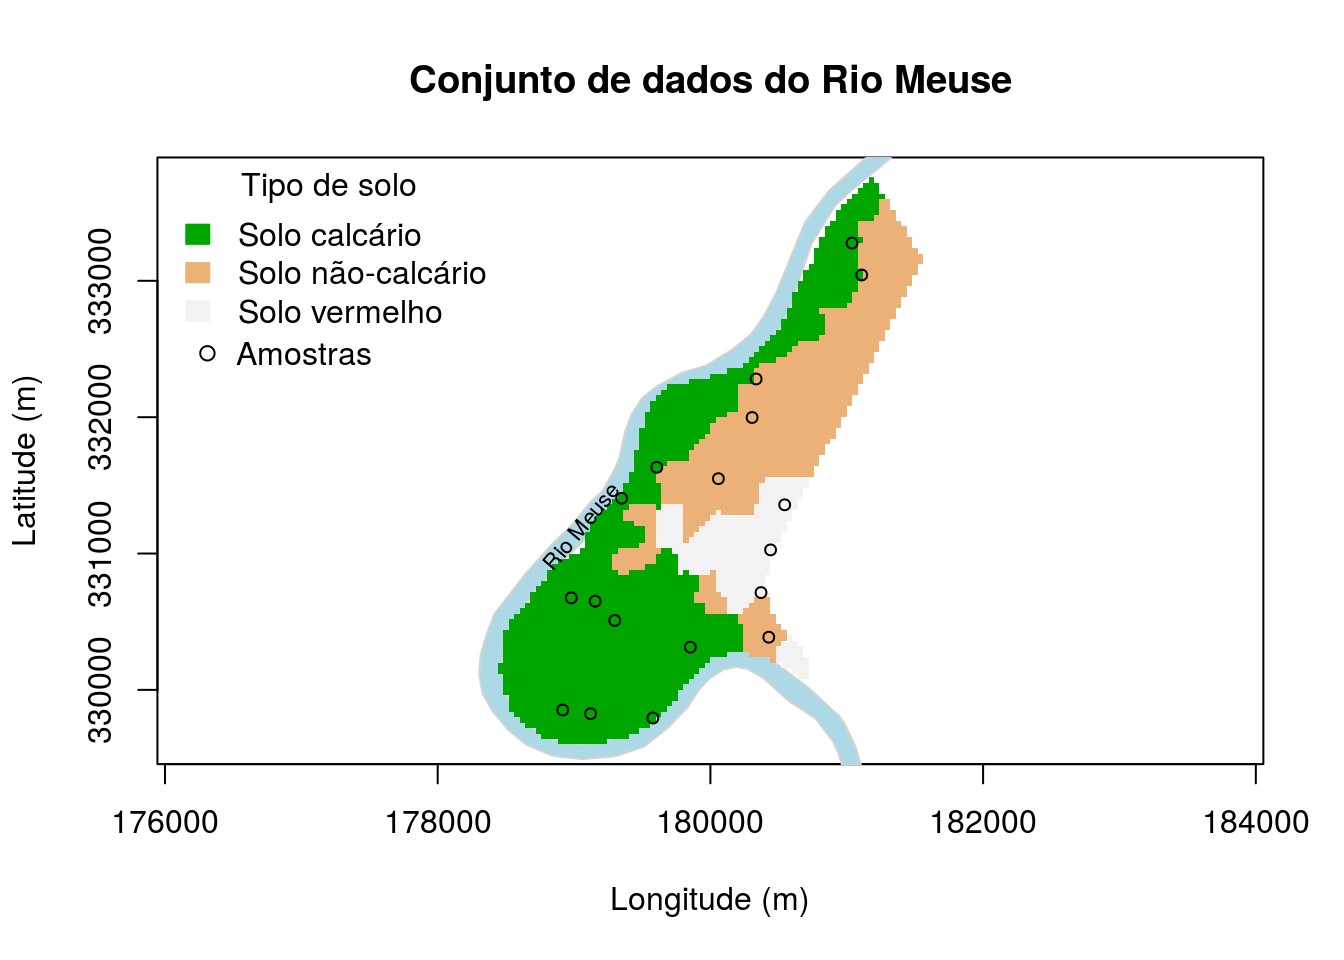 Conjunto de dados do Rio Meuse
Tipo de solo
Solo calcário
Solo não-calcário
Solo vermelho
Amostras
Rio Meuse
Latitude (m)
333000
332000
331000
330000
176000 178000 180000 182000 184000
Longitude (m)